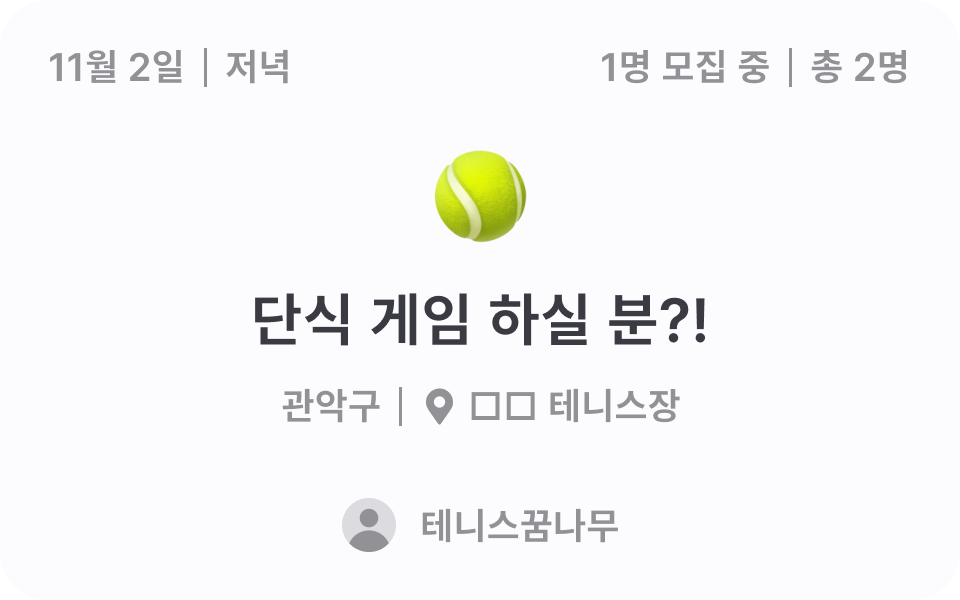 11월 2일 | 저녁
1명 모집 중 | 총 2명
단식 게임 하실 분?!
관악구 | □□ 테니스장
테니스꿈나무